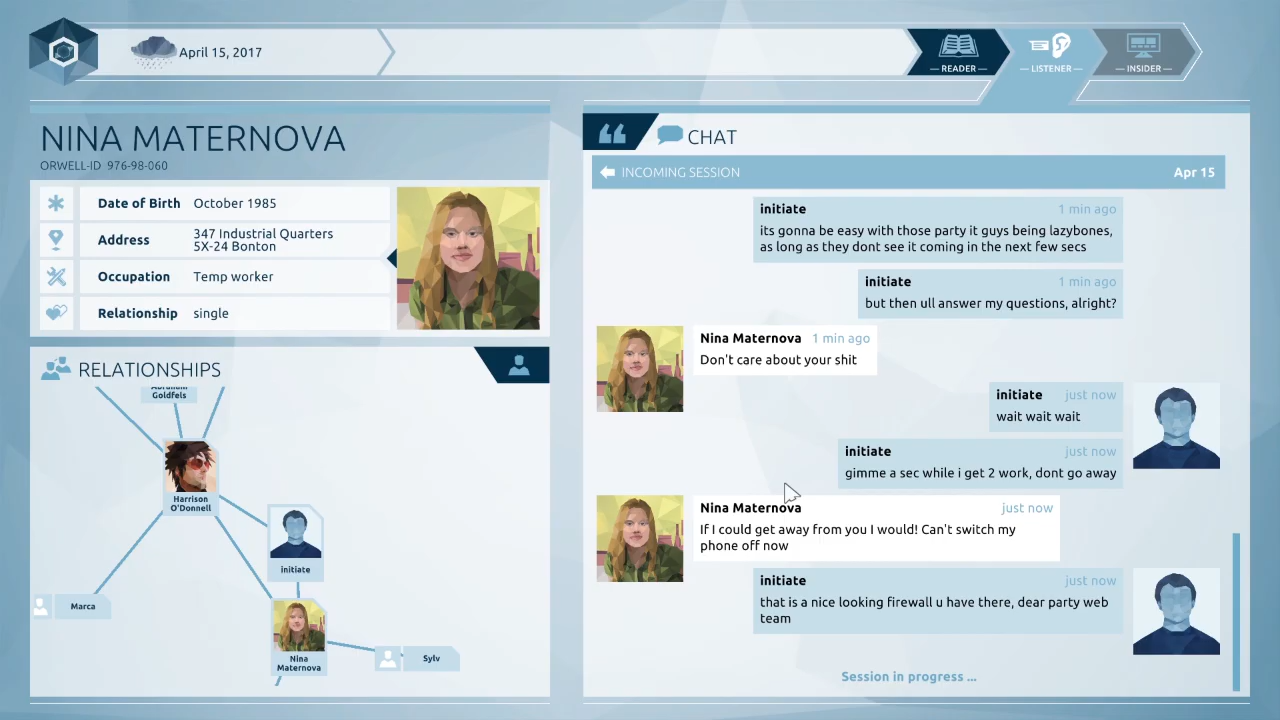 April 15, 2017
— READER —
— LISTENER —
— INSIDER —
NINA MATERNOVA
ORWELL-ID 976-98-060
Date of Birth October 1985
Address 347 Industrial Quarters
5X-24 Bonton
Occupation Temp worker
Relationship single
RELATIONSHIPS
Abraham
Goldfels
Harrison
O'Donnell
initiate
Marca
Nina
Maternova
Sylv
CHAT
INCOMING SESSION Apr 15
initiate 1 min ago
its gonna be easy with those party it guys being lazybones,
as long as they dont see it coming in the next few secs
initiate 1 min ago
but then ull answer my questions, alright?
Nina Maternova 1 min ago
Don't care about your shit
initiate just now
wait wait wait
initiate just now
gimme a sec while i get 2 work, dont go away
Nina Maternova just now
If I could get away from you I would! Can't switch my
phone off now
initiate just now
that is a nice looking firewall u have there, dear party web
team
Session in progress ...